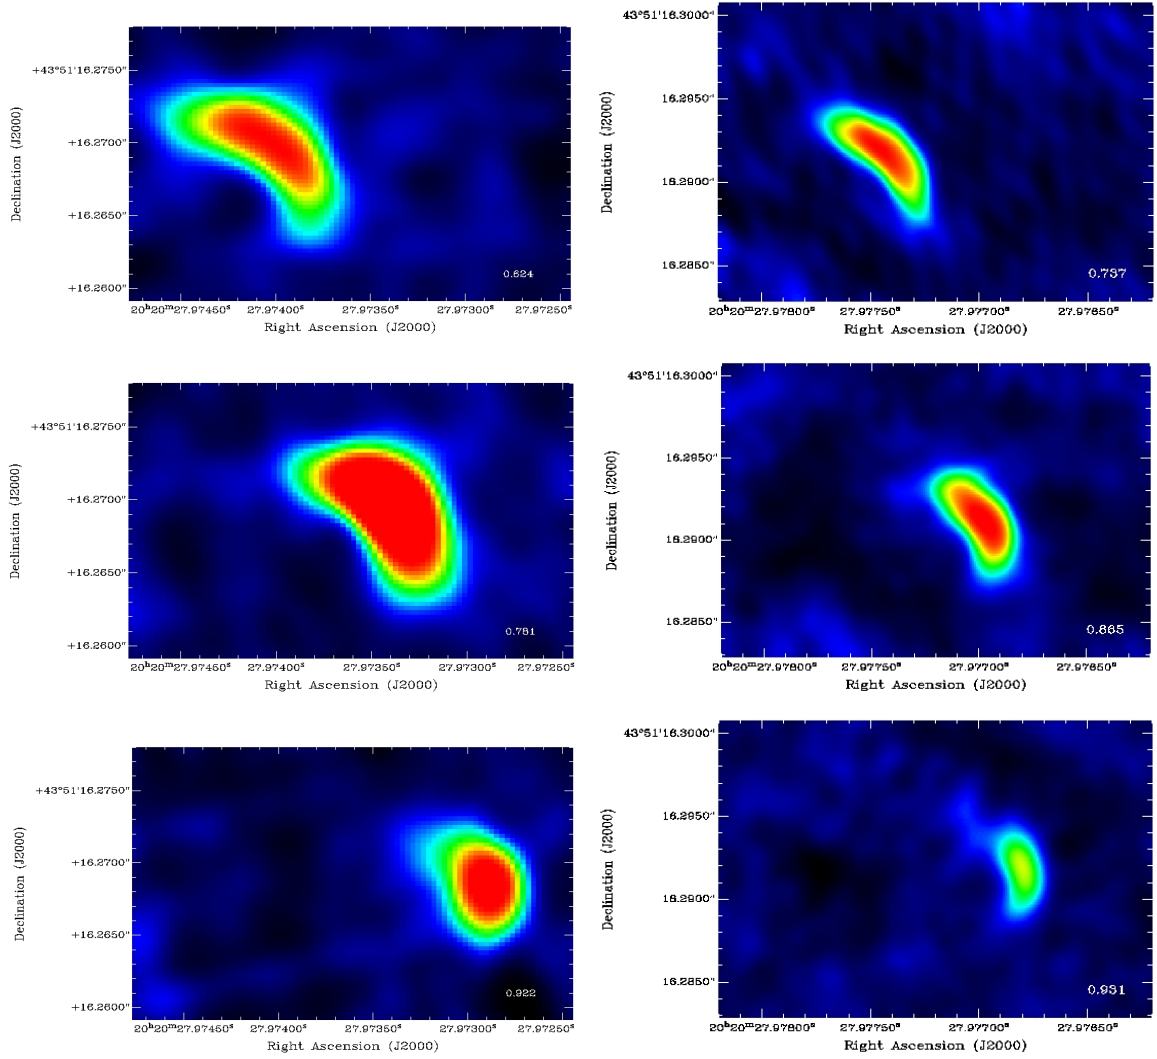 +43°51'16.2750"
+16.2700"
+16.2650"
+16.2600"
Declination (J2000)
0.624
20ʰ20ᵐ27.97450ˢ 27.97400ˢ 27.97350ˢ 27.97300ˢ 27.97250ˢ
Right Ascension (J2000)
43°51'16.3000"
16.2950"
16.2900"
16.2850"
Declination (J2000)
0.737
20ʰ20ᵐ27.97800ˢ 27.97750ˢ 27.97700ˢ 27.97650ˢ
Right Ascension (J2000)
+43°51'16.2750"
+16.2700"
+16.2650"
+16.2600"
Declination (J2000)
0.781
20ʰ20ᵐ27.97450ˢ 27.97400ˢ 27.97350ˢ 27.97300ˢ 27.97250ˢ
Right Ascension (J2000)
43°51'16.3000"
16.2950"
16.2900"
16.2850"
Declination (J2000)
0.865
20ʰ20ᵐ27.97800ˢ 27.97750ˢ 27.97700ˢ 27.97650ˢ
Right Ascension (J2000)
+43°51'16.2750"
+16.2700"
+16.2650"
+16.2600"
Declination (J2000)
0.922
20ʰ20ᵐ27.97450ˢ 27.97400ˢ 27.97350ˢ 27.97300ˢ 27.97250ˢ
Right Ascension (J2000)
43°51'16.3000"
16.2950"
16.2900"
16.2850"
Declination (J2000)
0.931
20ʰ20ᵐ27.97800ˢ 27.97750ˢ 27.97700ˢ 27.97650ˢ
Right Ascension (J2000)